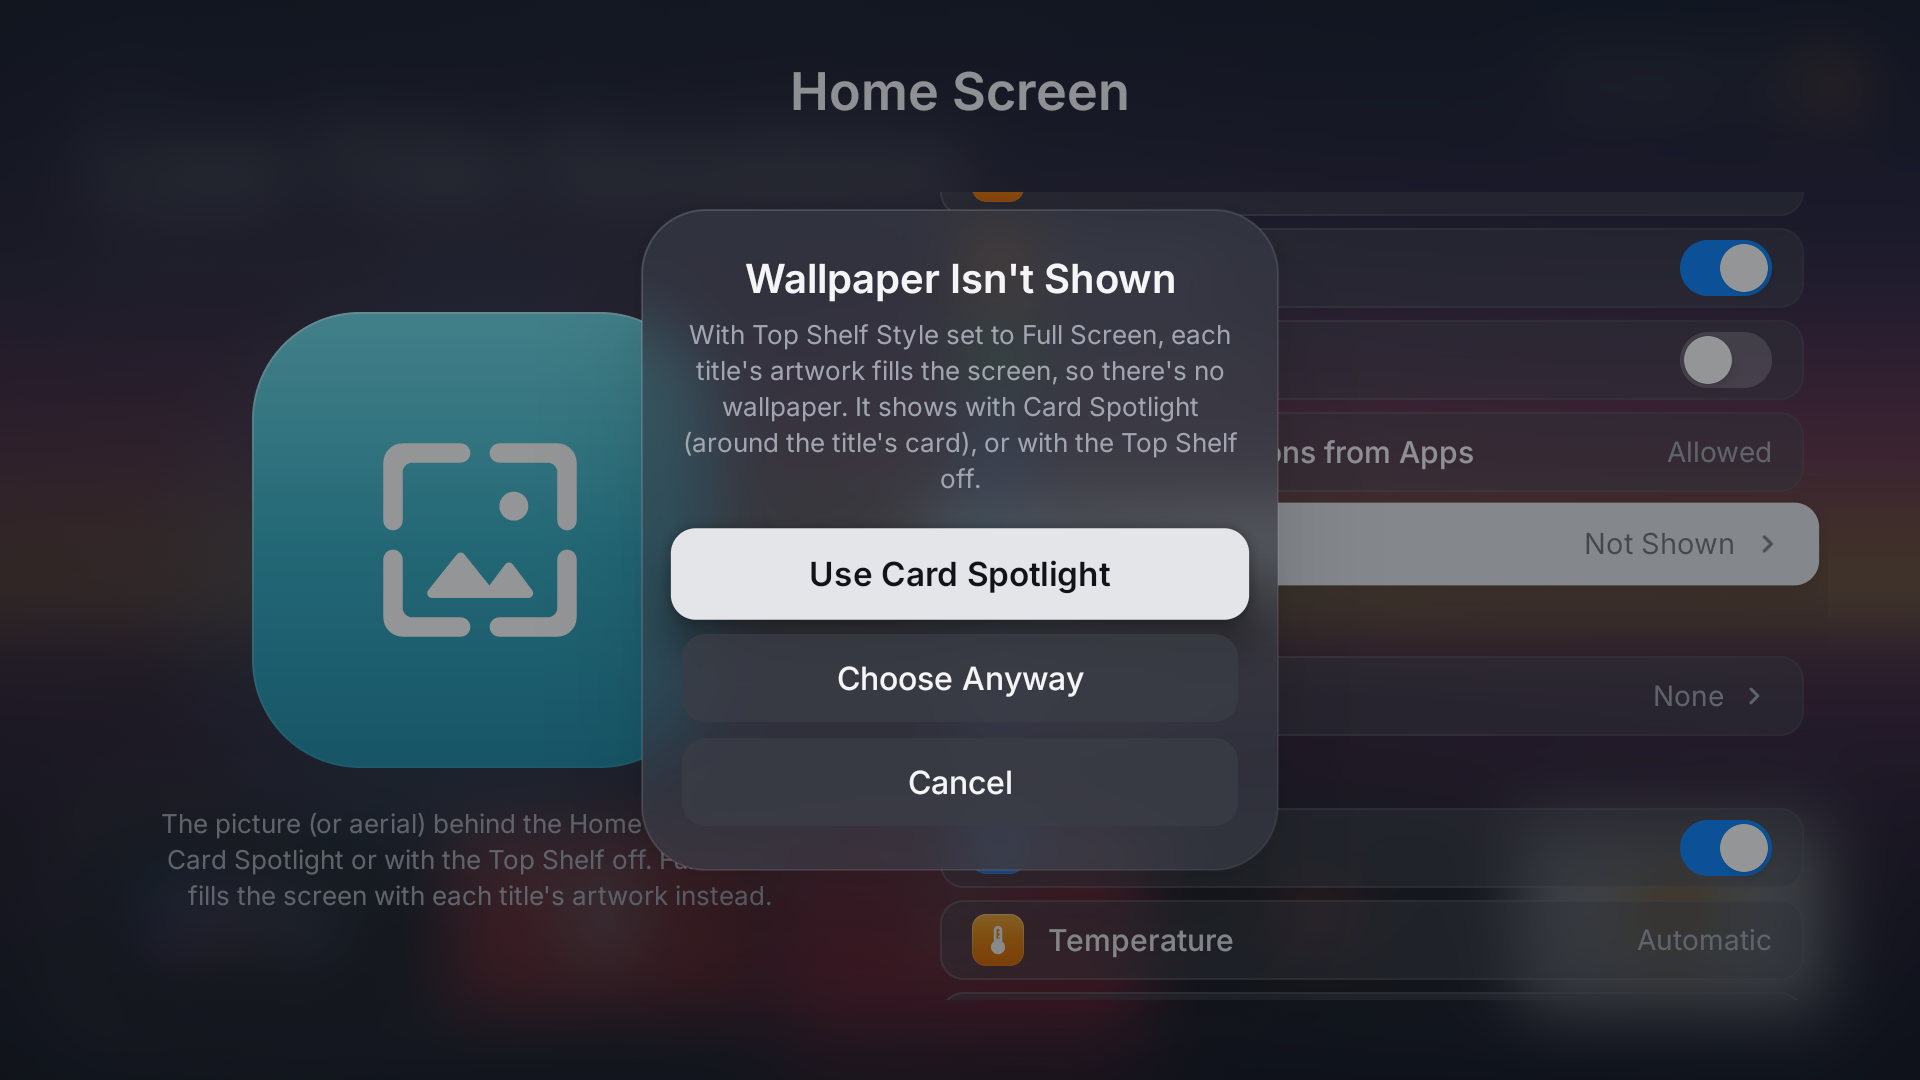 Home Screen
Wallpaper Isn't Shown
With Top Shelf Style set to Full Screen, each
title's artwork fills the screen, so there's no
wallpaper. It shows with Card Spotlight
(around the title's card), or with the Top Shelf
off.
Use Card Spotlight
Choose Anyway
Cancel
ons from Apps
Allowed
Not Shown
None
Temperature
Automatic
The picture (or aerial) behind the Home
Card Spotlight or with the Top Shelf off.
fills the screen with each title's artwork instead.